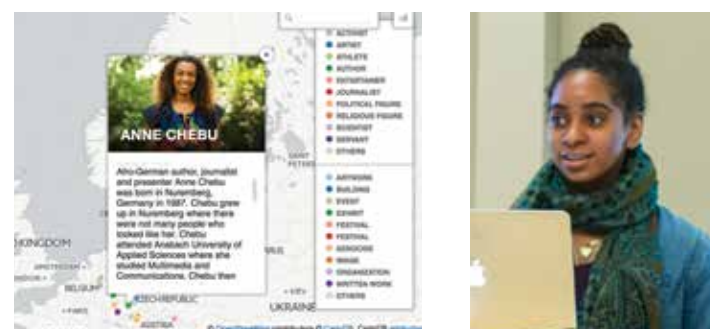 ANNE CHEBU
Afro-German author, journalist
and presenter Anne Chebu
was born in Nuremberg,
Germany in 1987. Chebu grew
up in Nuremberg where there
were not many people who
looked like her. Chebu
attended Ansbach University of
Applied Sciences where she
studied Multimedia and
Communications. Chebu then
ACTIVIST
ARTIST
ATHLETE
AUTHOR
ENTERTAINER
JOURNALIST
POLITICAL FIGURE
RELIGIOUS FIGURE
SCIENTIST
SERVANT
OTHERS
ARTWORK
BUILDING
EVENT
EXHIBIT
FESTIVAL
FESTIVAL
GENOCIDE
IMAGE
ORGANIZATION
WRITTEN WORK
OTHERS
SAINT
KINGDOM
AMSTERDAM
BELGIUM
PARIS
CZECH REPUBLIC
AUSTRIA
KIEV
UKRAINE